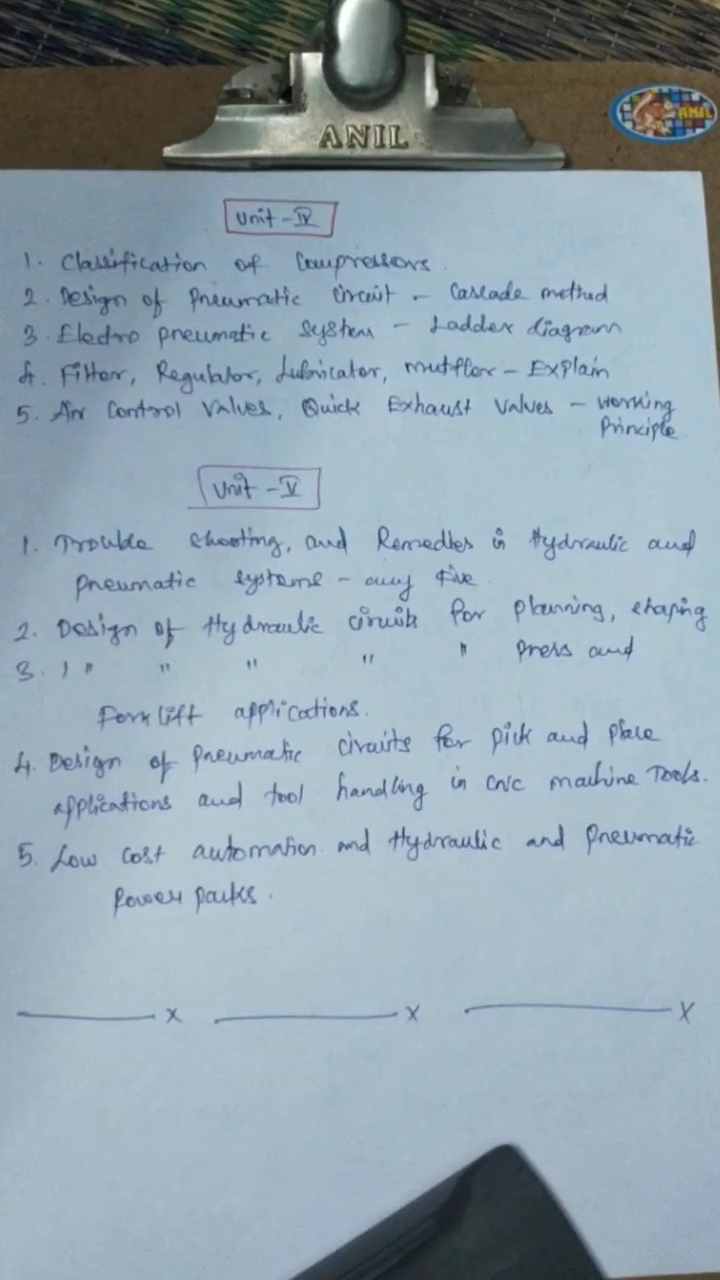 ANIL
ANIL
Unit - IV
1. Classification of Compressors.
2. Design of Pneumatic Circuit - Cascade method
3. Electro pneumatic system - Ladder diagram
4. Filter, Regulator, Lubricator, mutfler - Explain
5. Air Control Valves, Quick Exhaust Valves - working
Principle
Unit - V
1. Trouble shooting, and Remedies in Hydraulic and
pneumatic systems - any five.
2. Design of Hydraulic circuits for planning, shaping
3. 1 " " " " " press and
Fork lift applications.
4. Design of pneumatic circuits for pick and place
applications and tool handling in CNC machine Tools.
5. Low cost automation and Hydraulic and pneumatic
Power packs.
x x x